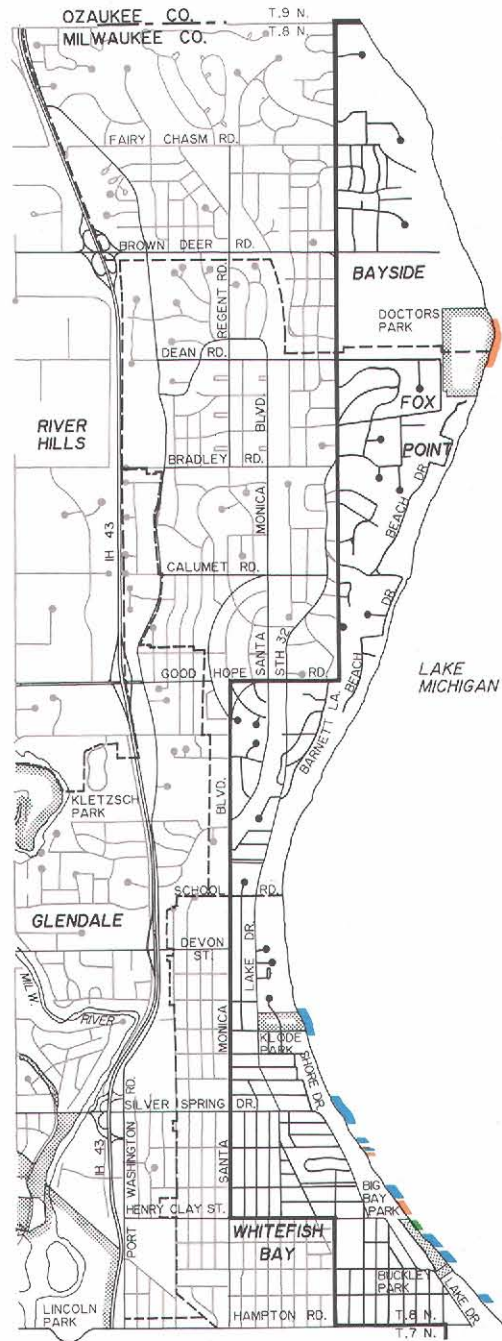 OZAUKEE CO.
T.9 N.
MILWAUKEE CO.
T.8 N.
FAIRY CHASM RD.
BROWN DEER RD.
REGENT RD.
BAYSIDE
DOCTORS
PARK
DEAN RD.
RIVER
HILLS
BLVD.
FOX
POINT
BRADLEY RD.
IH 43
MONICA
BEACH DR.
CALUMET RD.
DR.
SANTA
STH 32
GOOD HOPE RD.
BEACH
LAKE
MICHIGAN
BARNETT LA.
KLETZSCH
PARK
BLVD.
SCHOOL RD.
GLENDALE
DEVON
ST.
LAKE DR.
MILW.
RIVER
MONICA
KLODE
PARK
SHORE DR.
SILVER SPRING DR.
IH 43
PORT WASHINGTON RD.
SANTA
BIG
BAY
PARK
HENRY CLAY ST.
WHITEFISH
BAY
BUCKLEY
PARK
LAKE DR.
LINCOLN
PARK
HAMPTON RD.
T.8 N.
T.7 N.